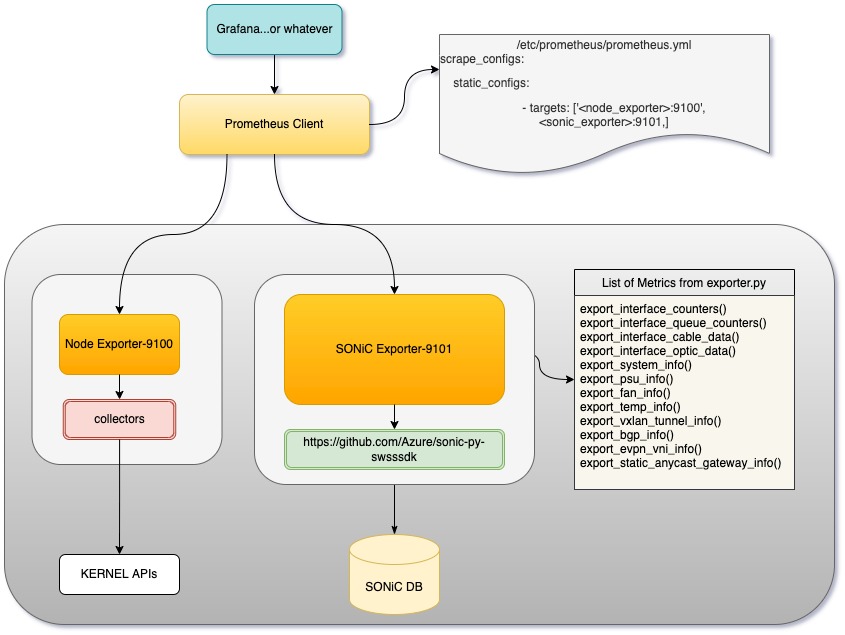 Grafana...or whatever
/etc/prometheus/prometheus.yml
scrape_configs:
static_configs:
- targets: ['<node_exporter>:9100',
<sonic_exporter>:9101,]
Prometheus Client
Node Exporter-9100
collectors
KERNEL APIs
SONiC Exporter-9101
https://github.com/Azure/sonic-py-
swsssdk
SONiC DB
List of Metrics from exporter.py
export_interface_counters()
export_interface_queue_counters()
export_interface_cable_data()
export_interface_optic_data()
export_system_info()
export_psu_info()
export_fan_info()
export_temp_info()
export_vxlan_tunnel_info()
export_bgp_info()
export_evpn_vni_info()
export_static_anycast_gateway_info()